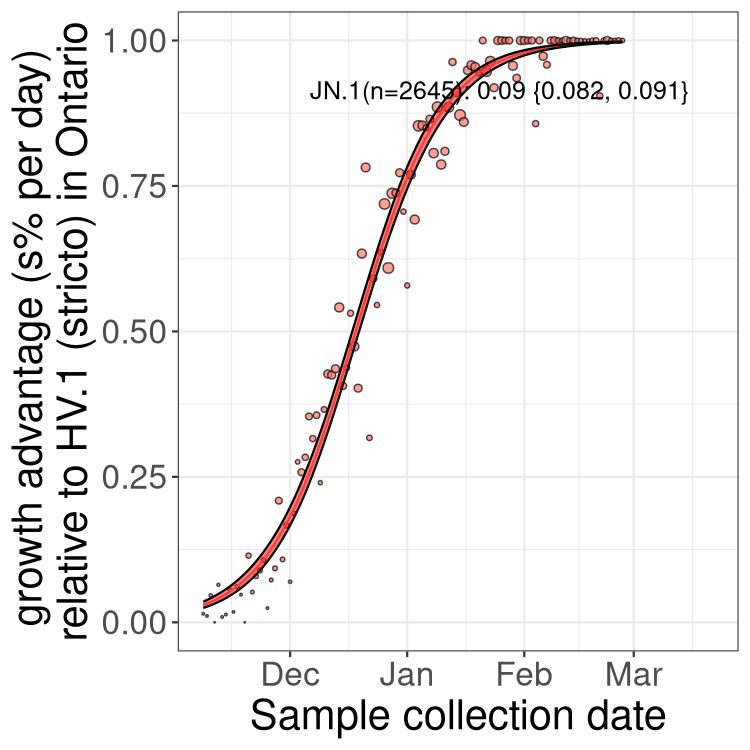 growth advantage (s% per day)
relative to HV.1 (stricto) in Ontario
1.00
0.75
0.50
0.25
0.00
JN.1(n=2645): 0.09 {0.082, 0.091}
Dec Jan Feb Mar
Sample collection date